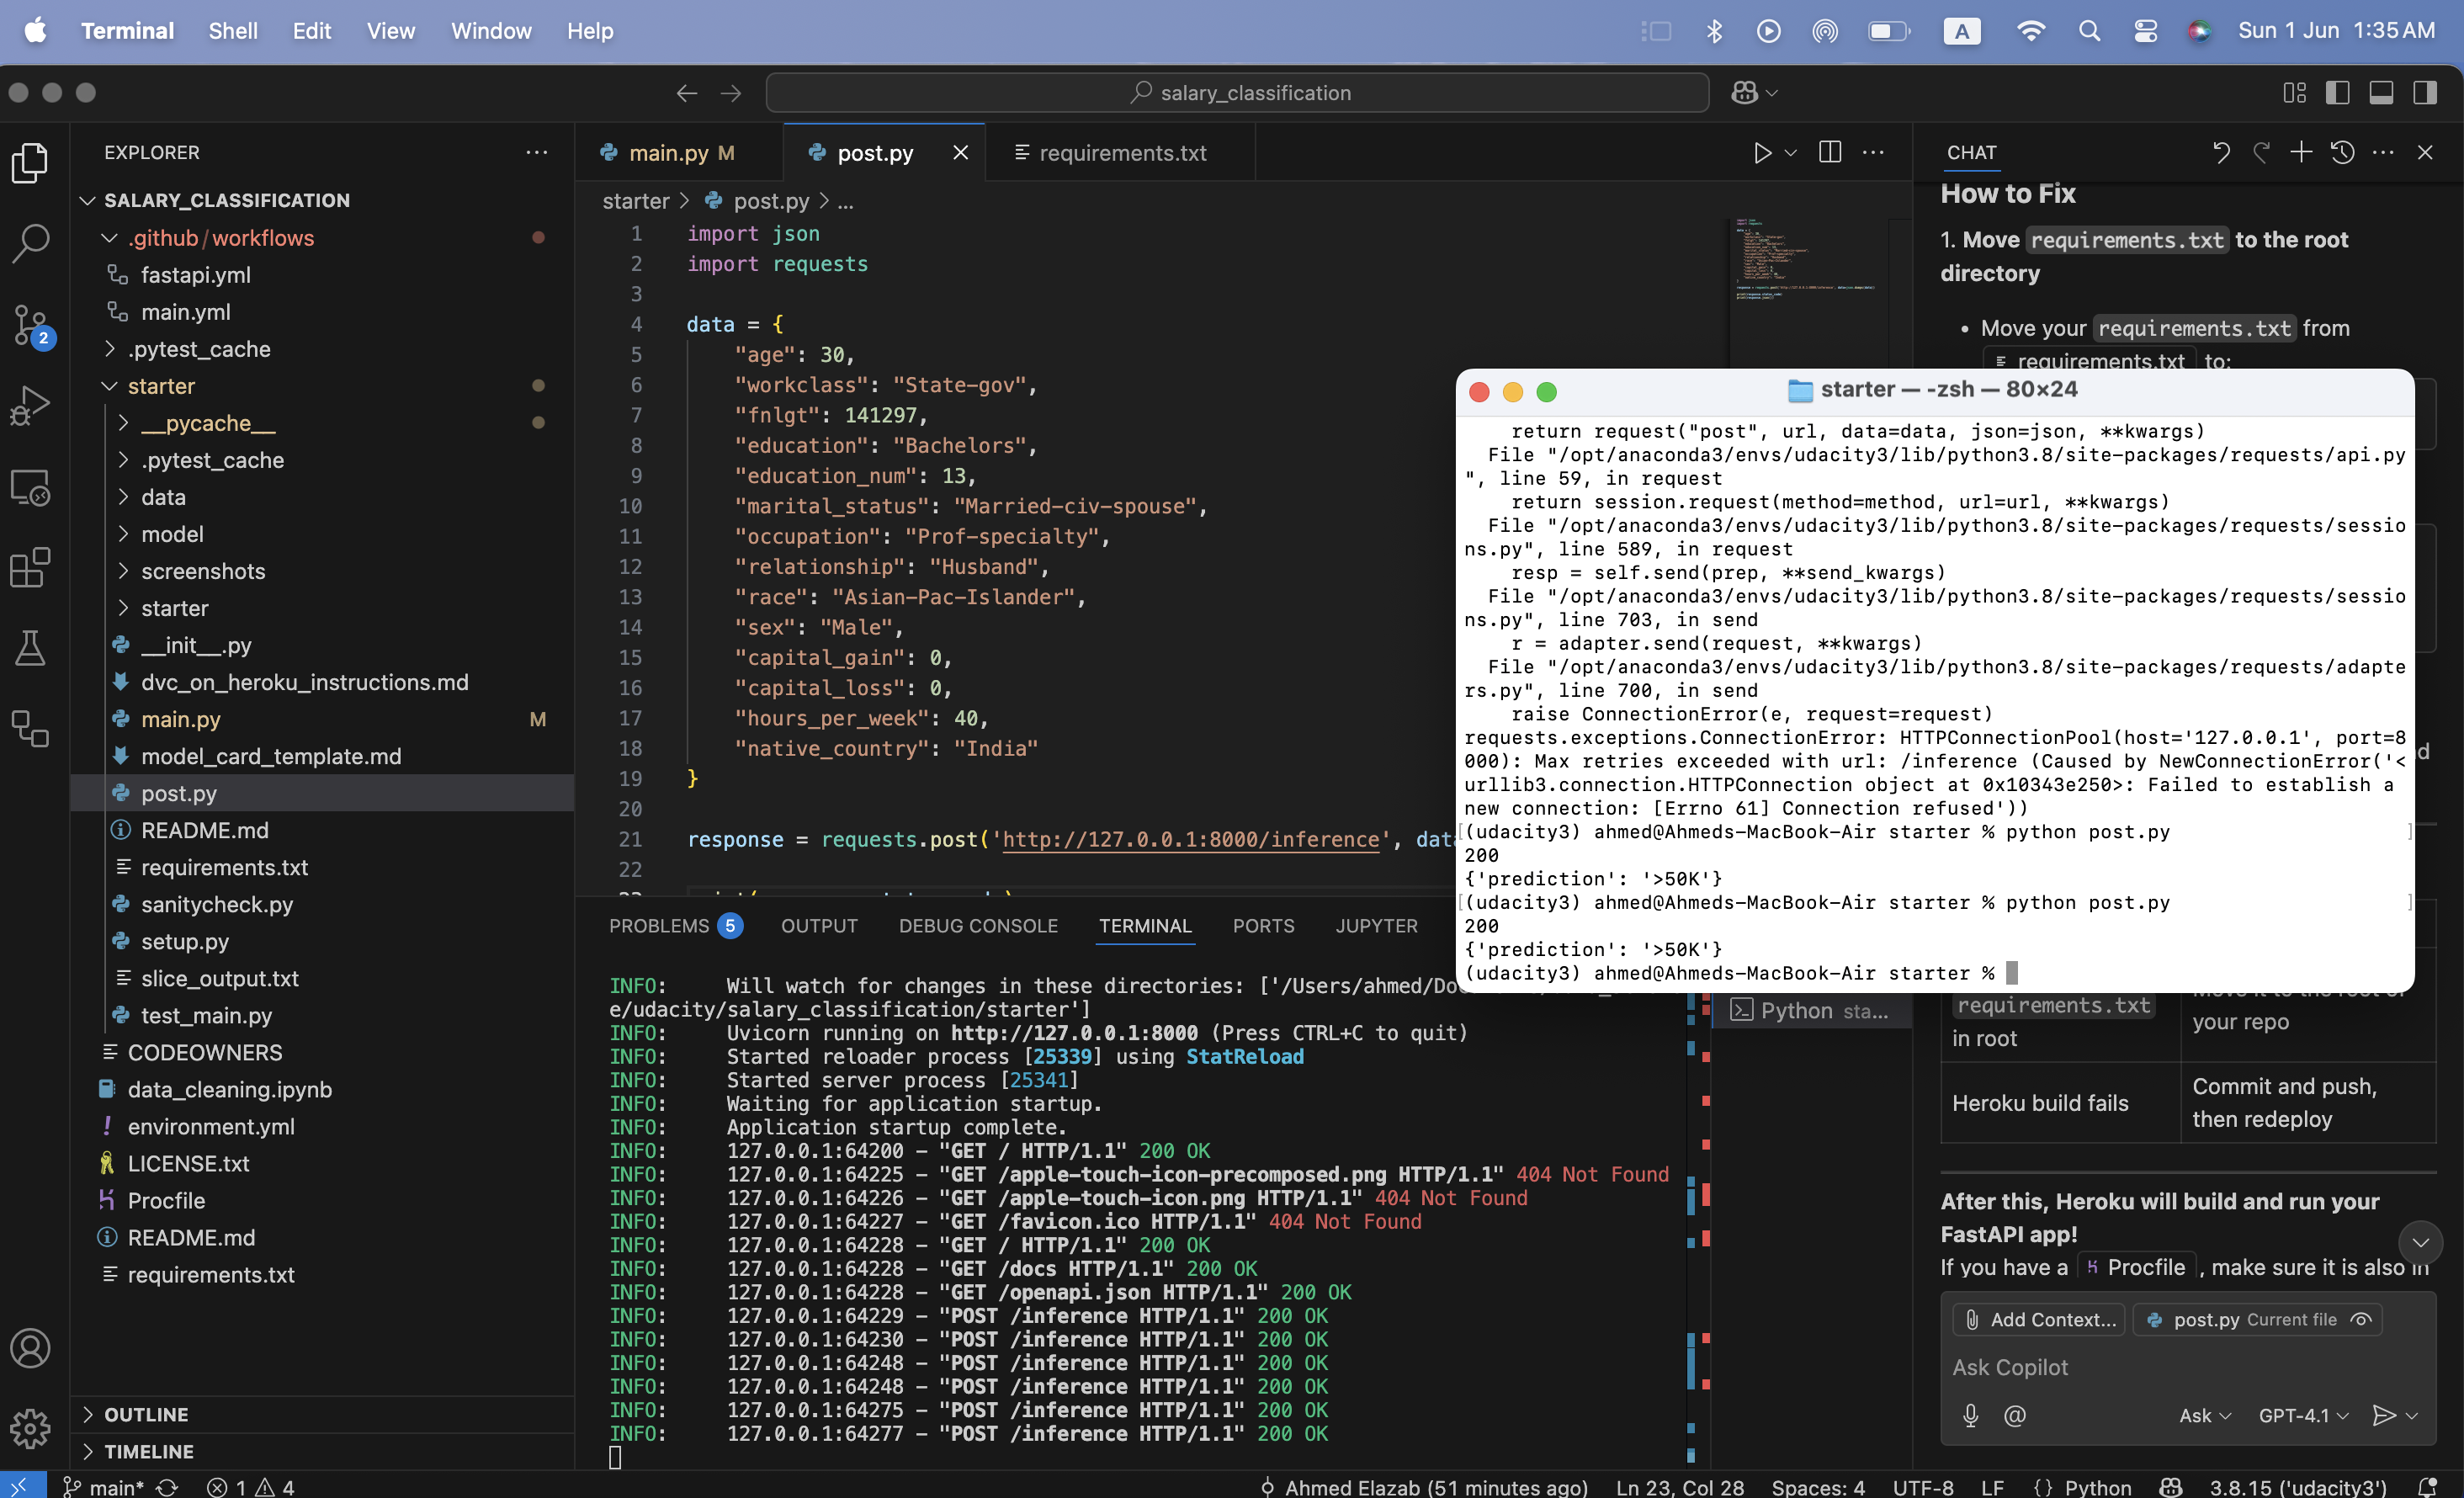 Terminal Shell Edit View Window Help
A
Sun 1 Jun 1:35 AM
salary_classification
EXPLORER
SALARY_CLASSIFICATION
.github/workflows
fastapi.yml
main.yml
.pytest_cache
starter
__pycache__
.pytest_cache
data
model
screenshots
starter
__init__.py
dvc_on_heroku_instructions.md
main.py M
model_card_template.md
post.py
README.md
requirements.txt
sanitycheck.py
setup.py
slice_output.txt
test_main.py
CODEOWNERS
data_cleaning.ipynb
environment.yml
LICENSE.txt
Procfile
README.md
requirements.txt
OUTLINE
TIMELINE
2
main.py M post.py requirements.txt
starter > post.py > ...
1 import json
2 import requests
3
4 data = {
5 "age": 30,
6 "workclass": "State-gov",
7 "fnlgt": 141297,
8 "education": "Bachelors",
9 "education_num": 13,
10 "marital_status": "Married-civ-spouse",
11 "occupation": "Prof-specialty",
12 "relationship": "Husband",
13 "race": "Asian-Pac-Islander",
14 "sex": "Male",
15 "capital_gain": 0,
16 "capital_loss": 0,
17 "hours_per_week": 40,
18 "native_country": "India"
19 }
20
21 response = requests.post('http://127.0.0.1:8000/inference', dat
22
PROBLEMS 5 OUTPUT DEBUG CONSOLE TERMINAL PORTS JUPYTER
INFO: Will watch for changes in these directories: ['/Users/ahmed/Do
e/udacity/salary_classification/starter']
INFO: Uvicorn running on http://127.0.0.1:8000 (Press CTRL+C to quit)
INFO: Started reloader process [25339] using StatReload
INFO: Started server process [25341]
INFO: Waiting for application startup.
INFO: Application startup complete.
INFO: 127.0.0.1:64200 - "GET / HTTP/1.1" 200 OK
INFO: 127.0.0.1:64225 - "GET /apple-touch-icon-precomposed.png HTTP/1.1" 404 Not Found
INFO: 127.0.0.1:64226 - "GET /apple-touch-icon.png HTTP/1.1" 404 Not Found
INFO: 127.0.0.1:64227 - "GET /favicon.ico HTTP/1.1" 404 Not Found
INFO: 127.0.0.1:64228 - "GET / HTTP/1.1" 200 OK
INFO: 127.0.0.1:64228 - "GET /docs HTTP/1.1" 200 OK
INFO: 127.0.0.1:64228 - "GET /openapi.json HTTP/1.1" 200 OK
INFO: 127.0.0.1:64229 - "POST /inference HTTP/1.1" 200 OK
INFO: 127.0.0.1:64230 - "POST /inference HTTP/1.1" 200 OK
INFO: 127.0.0.1:64248 - "POST /inference HTTP/1.1" 200 OK
INFO: 127.0.0.1:64248 - "POST /inference HTTP/1.1" 200 OK
INFO: 127.0.0.1:64275 - "POST /inference HTTP/1.1" 200 OK
INFO: 127.0.0.1:64277 - "POST /inference HTTP/1.1" 200 OK
Python sta...
starter — -zsh — 80×24
return request("post", url, data=data, json=json, **kwargs)
File "/opt/anaconda3/envs/udacity3/lib/python3.8/site-packages/requests/api.py
", line 59, in request
return session.request(method=method, url=url, **kwargs)
File "/opt/anaconda3/envs/udacity3/lib/python3.8/site-packages/requests/sessio
ns.py", line 589, in request
resp = self.send(prep, **send_kwargs)
File "/opt/anaconda3/envs/udacity3/lib/python3.8/site-packages/requests/sessio
ns.py", line 703, in send
r = adapter.send(request, **kwargs)
File "/opt/anaconda3/envs/udacity3/lib/python3.8/site-packages/requests/adapte
rs.py", line 700, in send
raise ConnectionError(e, request=request)
requests.exceptions.ConnectionError: HTTPConnectionPool(host='127.0.0.1', port=8
000): Max retries exceeded with url: /inference (Caused by NewConnectionError('<
urllib3.connection.HTTPConnection object at 0x10343e250>: Failed to establish a
new connection: [Errno 61] Connection refused'))
[(udacity3) ahmed@Ahmeds-MacBook-Air starter % python post.py ]
200
{'prediction': '>50K'}
[(udacity3) ahmed@Ahmeds-MacBook-Air starter % python post.py ]
200
{'prediction': '>50K'}
(udacity3) ahmed@Ahmeds-MacBook-Air starter %
CHAT
How to Fix
1. Move requirements.txt to the root
directory
• Move your requirements.txt from
requirements.txt to:
requirements.txt
in root
your repo
Heroku build fails
Commit and push,
then redeploy
After this, Heroku will build and run your
FastAPI app!
If you have a Procfile , make sure it is also in
Add Context... post.py Current file
Ask Copilot
@ Ask GPT-4.1
main* 1 4
Ahmed Elazab (51 minutes ago) Ln 23, Col 28 Spaces: 4 UTF-8 LF {} Python 3.8.15 ('udacity3')